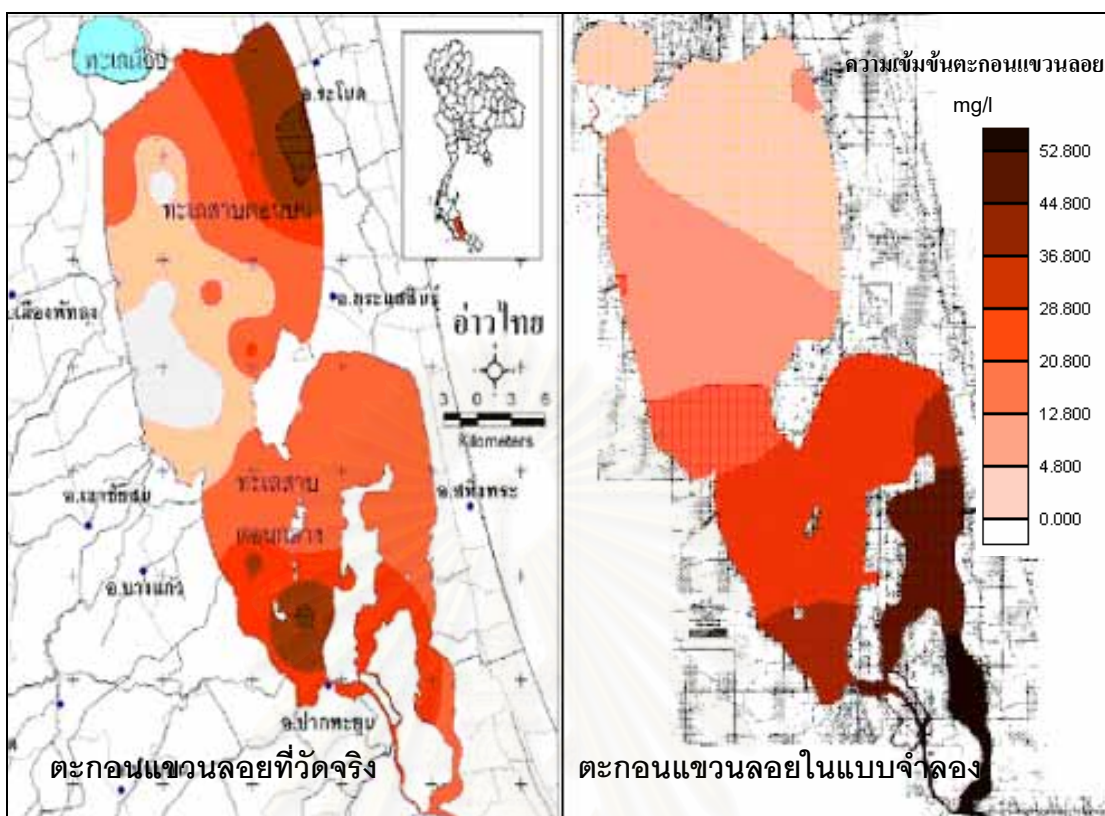 ทะเลน้อย
อ.ระโนด
ทะเลสาบตอนบน
อ.เมืองพัทลุง
อ.กระแสสินธุ์
อ่าวไทย
3 0 3 6
Kilometers
ทะเลสาบ
ตอนกลาง
อ.สทิงพระ
อ.เขาชัยสน
อ.บางแก้ว
อ.ปากพะยูน
ตะกอนแขวนลอยที่วัดจริง
ความเข้มข้นตะกอนแขวนลอย
mg/l
52.800
44.800
36.800
28.800
20.800
12.800
4.800
0.000
ตะกอนแขวนลอยในแบบจำลอง